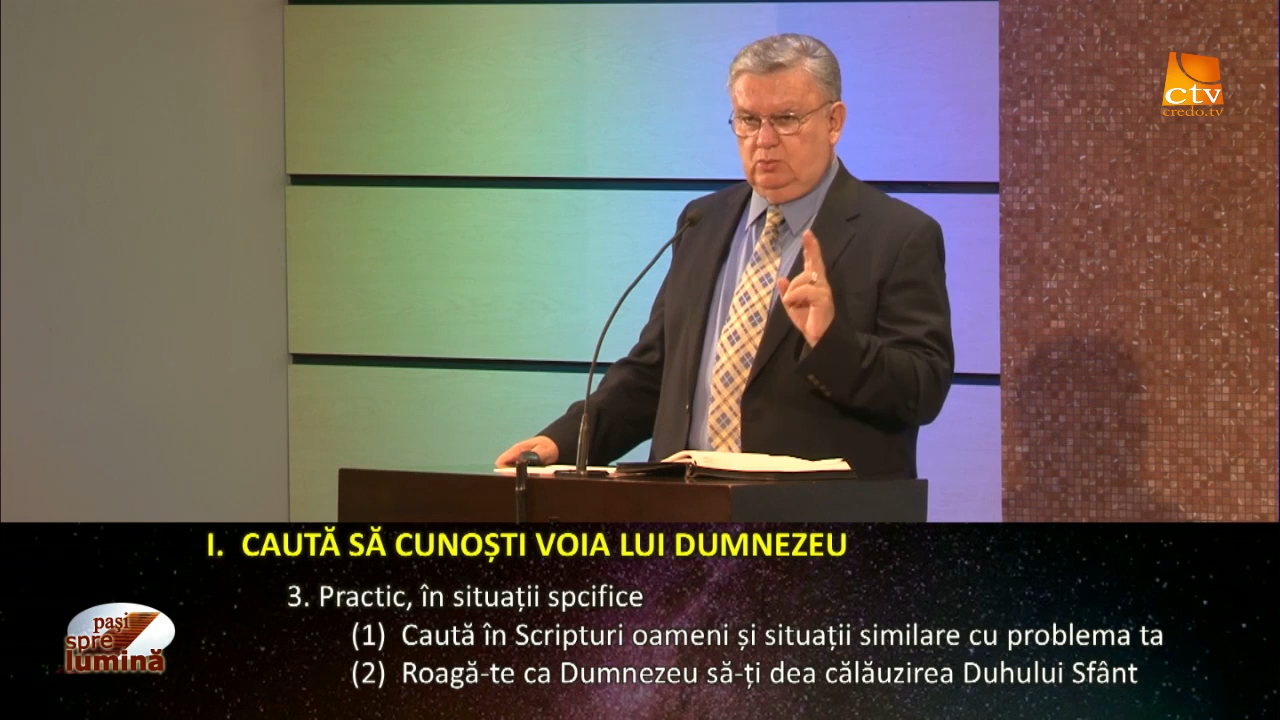 ctv
credo.tv
I. CAUTĂ SĂ CUNOȘTI VOIA LUI DUMNEZEU
3. Practic, în situații spcifice
(1) Caută în Scripturi oameni și situații similare cu problema ta
(2) Roagă-te ca Dumnezeu să-ți dea călăuzirea Duhului Sfânt
pași
spre
lumină